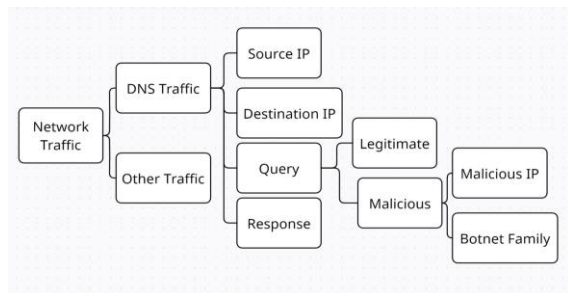 Network
Traffic
DNS Traffic
Other Traffic
Source IP
Destination IP
Query
Response
Legitimate
Malicious
Malicious IP
Botnet Family